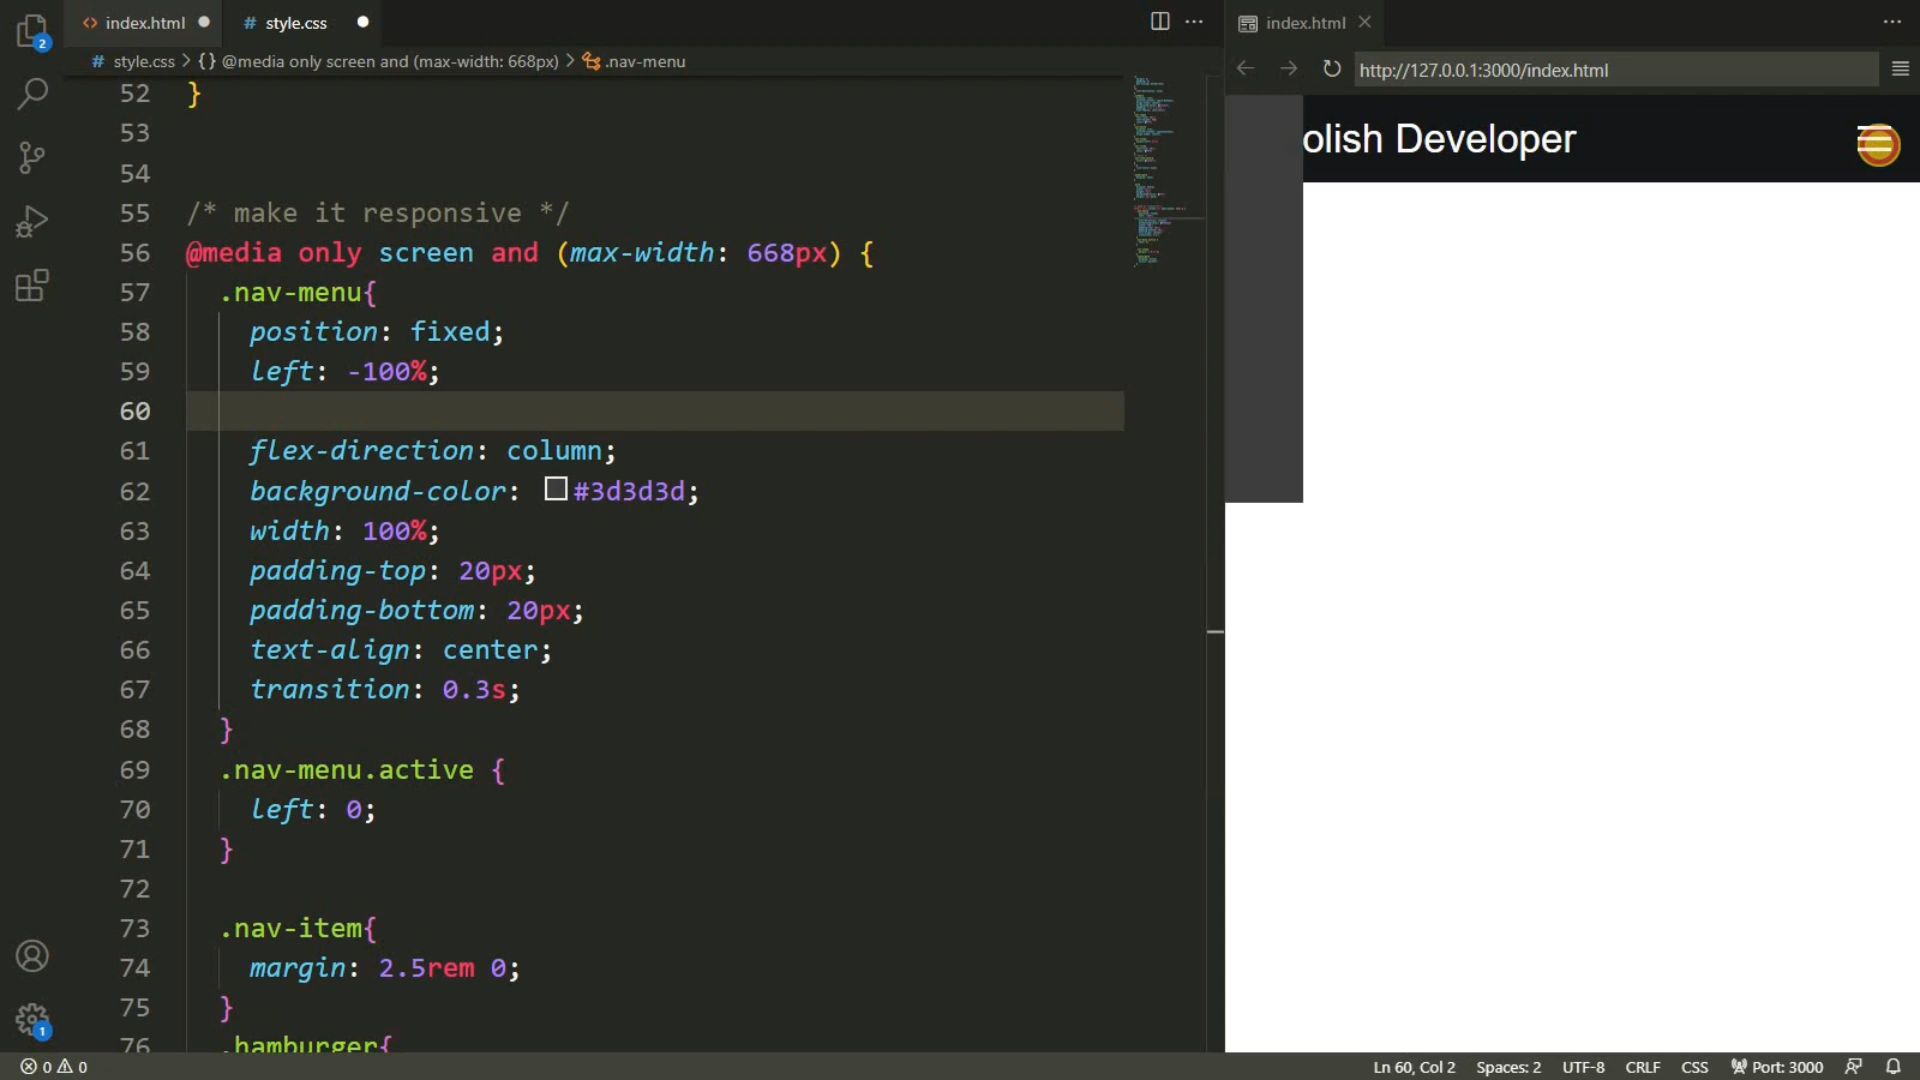 index.html
# style.css
index.html
# style.css > {} @media only screen and (max-width: 668px) > .nav-menu
http://127.0.0.1:3000/index.html
2
52 }
53
54
55 /* make it responsive */
56 @media only screen and (max-width: 668px) {
57 .nav-menu{
58 position: fixed;
59 left: -100%;
60
61 flex-direction: column;
62 background-color: #3d3d3d;
63 width: 100%;
64 padding-top: 20px;
65 padding-bottom: 20px;
66 text-align: center;
67 transition: 0.3s;
68 }
69 .nav-menu.active {
70 left: 0;
71 }
72
73 .nav-item{
74 margin: 2.5rem 0;
75 }
76 .hamburger{
olish Developer
1
0 0
Ln 60, Col 2 Spaces: 2 UTF-8 CRLF CSS Port: 3000